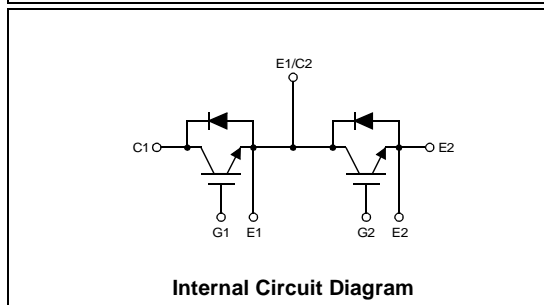 E1/C2
C1
E2
G1
E1
G2
E2
Internal Circuit Diagram